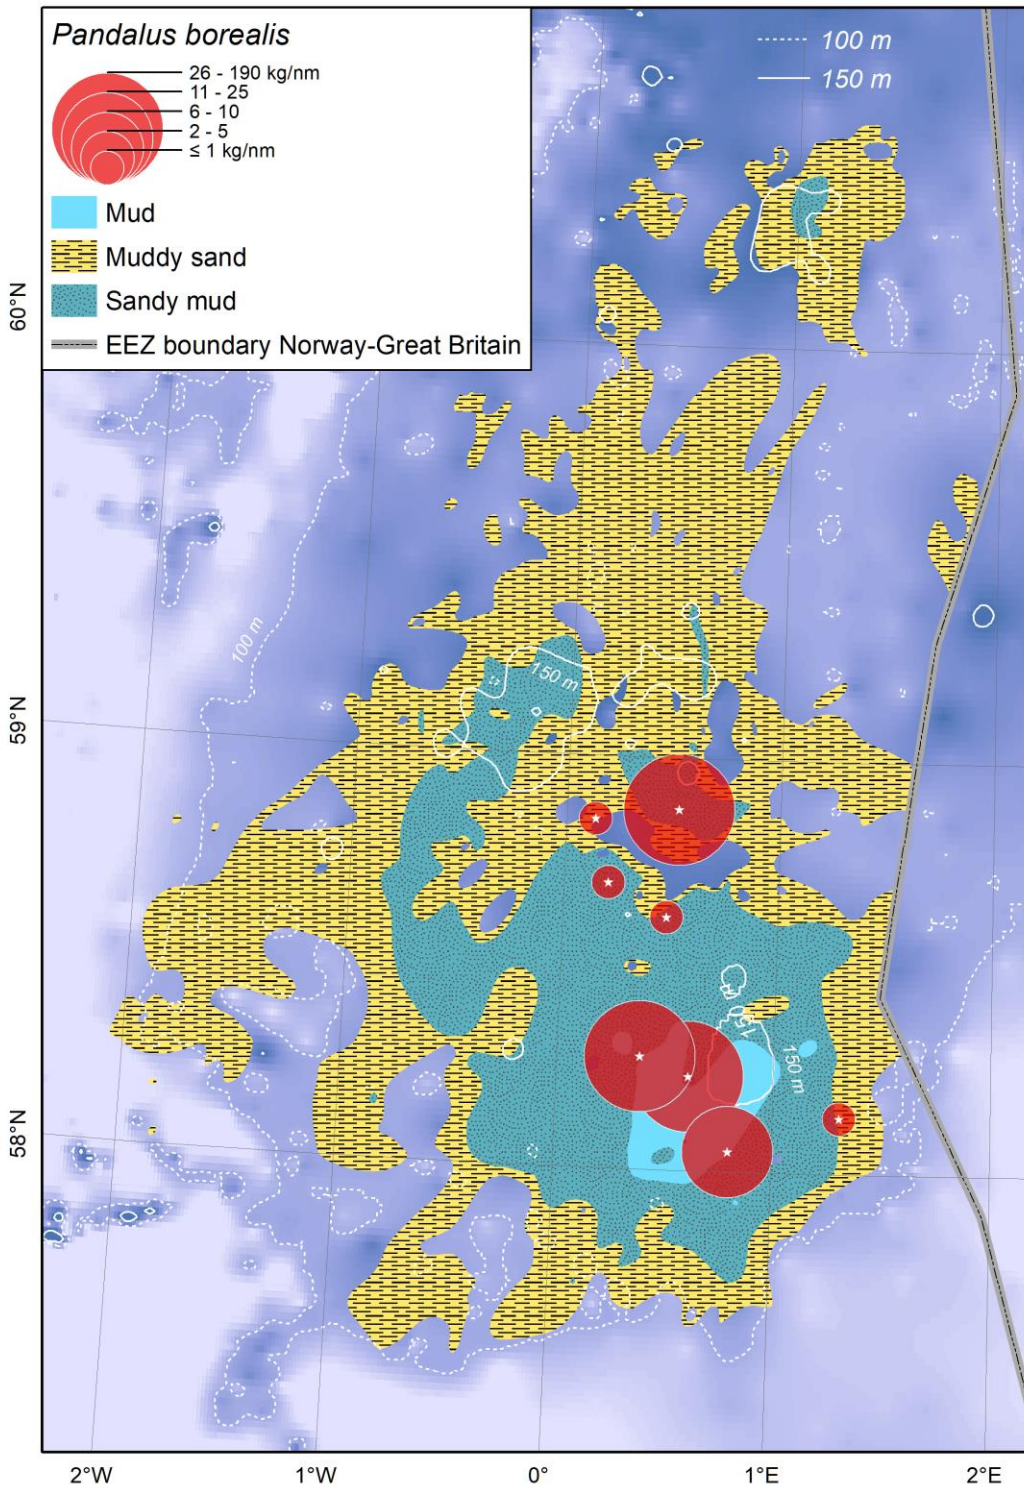 Pandalus borealis
26 - 190 kg/nm
11 - 25
6 - 10
2 - 5
≤ 1 kg/nm
Mud
Muddy sand
Sandy mud
EEZ boundary Norway-Great Britain
100 m
150 m
60°N
100 m
150 m
59°N
150
150 m
58°N
2°W
1°W
0°
1°E
2°E